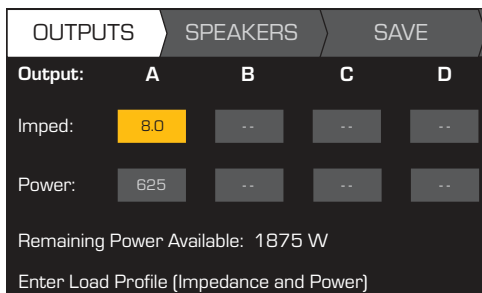 OUTPUTS SPEAKERS SAVE
Output: A B C D
Imped: 8.0 -- -- --
Power: 625 -- -- --
Remaining Power Available: 1875 W
Enter Load Profile (Impedance and Power)